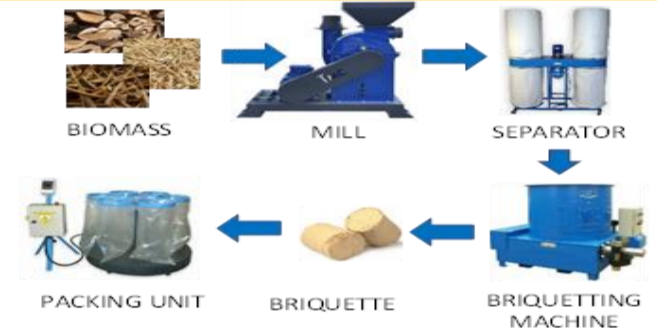 BIOMASS
MILL
SEPARATOR
PACKING UNIT
BRIQUETTE
BRIQUETTING
MACHINE